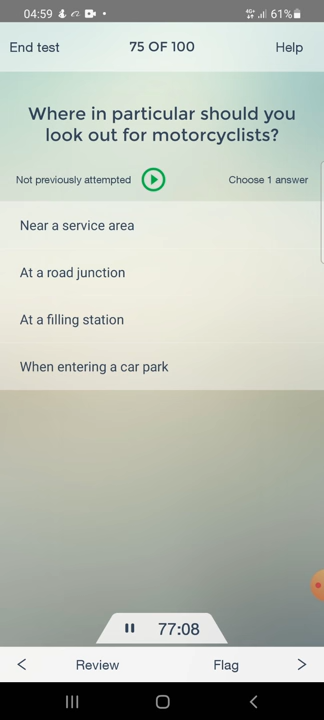 04:59
4G+ 61%
End test 75 OF 100 Help
Where in particular should you
look out for motorcyclists?
Not previously attempted Choose 1 answer
Near a service area
At a road junction
At a filling station
When entering a car park
77:08
< Review Flag >